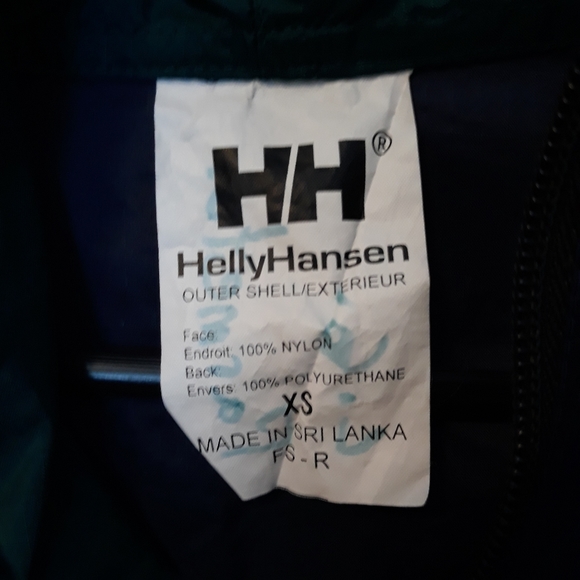 HH®
HellyHansen
OUTER SHELL/EXTERIEUR
Face:
Endroit: 100% NYLON
Back:
Envers: 100% POLYURETHANE
XS
MADE IN SRI LANKA
FS - R